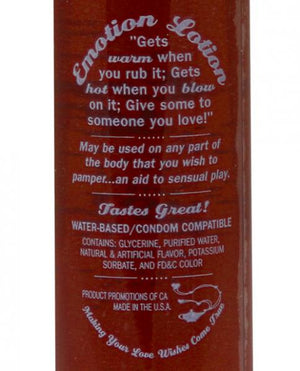 Emotion Lotion
"Gets
warm when
you rub it; Gets
hot when you blow
on it; Give some to
someone you love!"
May be used on any part of
the body that you wish to
pamper...an aid to sensual play.
Tastes Great!
WATER-BASED/CONDOM COMPATIBLE
CONTAINS: GLYCERINE, PURIFIED WATER,
NATURAL & ARTIFICIAL FLAVOR, POTASSIUM
SORBATE, AND FD&C COLOR
PRODUCT PROMOTIONS OF CA
MADE IN THE U.S.A.
Making Your Love Wishes Come True